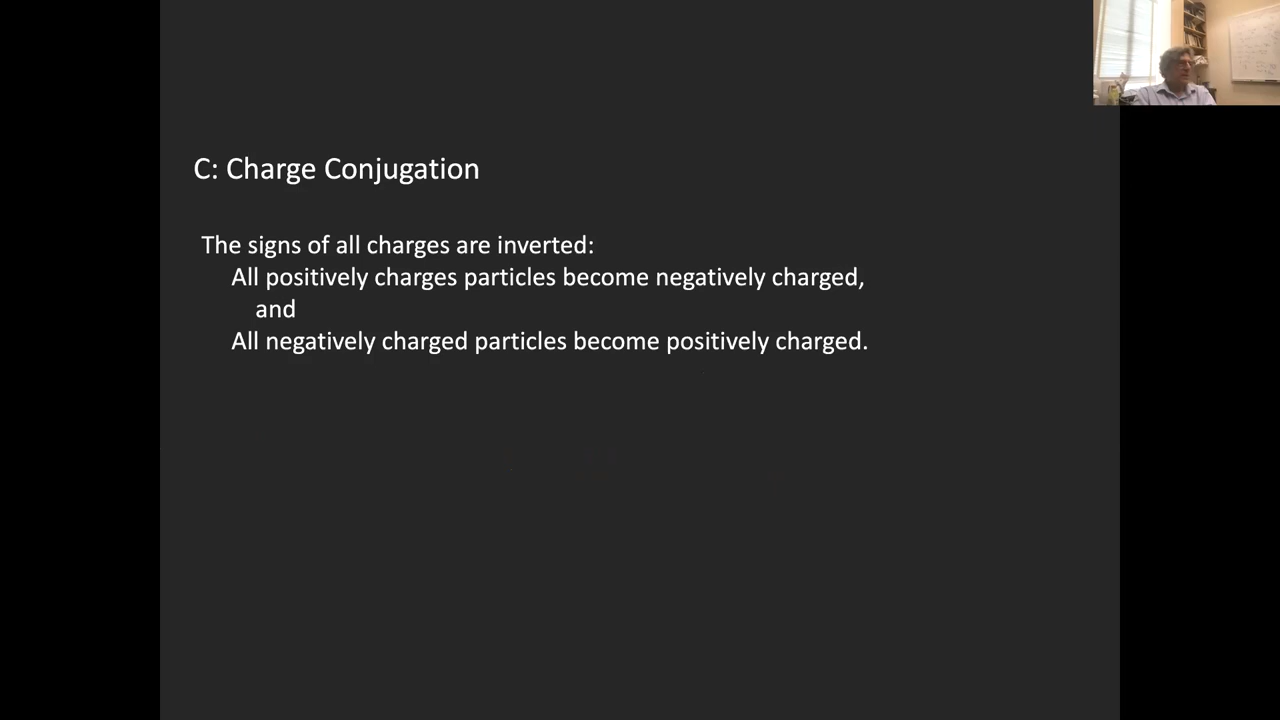 C: Charge Conjugation
The signs of all charges are inverted:
All positively charges particles become negatively charged,
and
All negatively charged particles become positively charged.